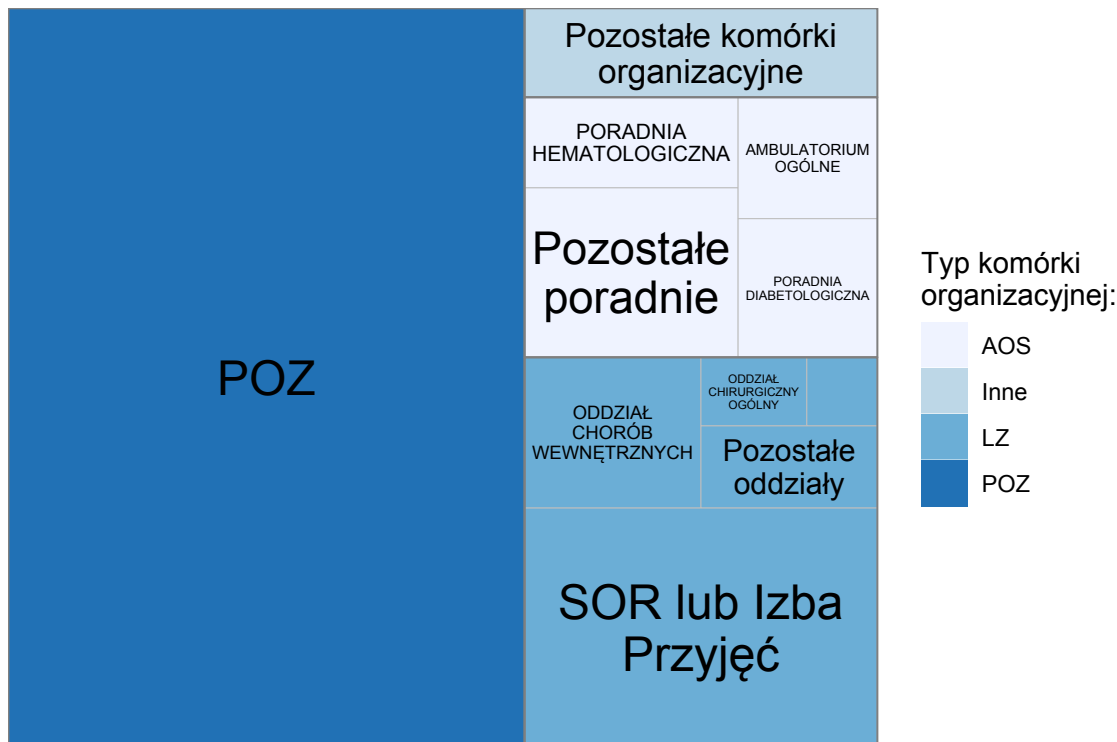 POZ
Pozostałe komórki
organizacyjne
PORADNIA
HEMATOLOGICZNA
AMBULATORIUM
OGÓLNE
Pozostałe
poradnie
PORADNIA
DIABETOLOGICZNA
ODDZIAŁ
CHORÓB
WEWNĘTRZNYCH
ODDZIAŁ
CHIRURGICZNY
OGÓLNY
Pozostałe
oddziały
SOR lub Izba
Przyjęć
Typ komórki
organizacyjnej:
AOS
Inne
LZ
POZ